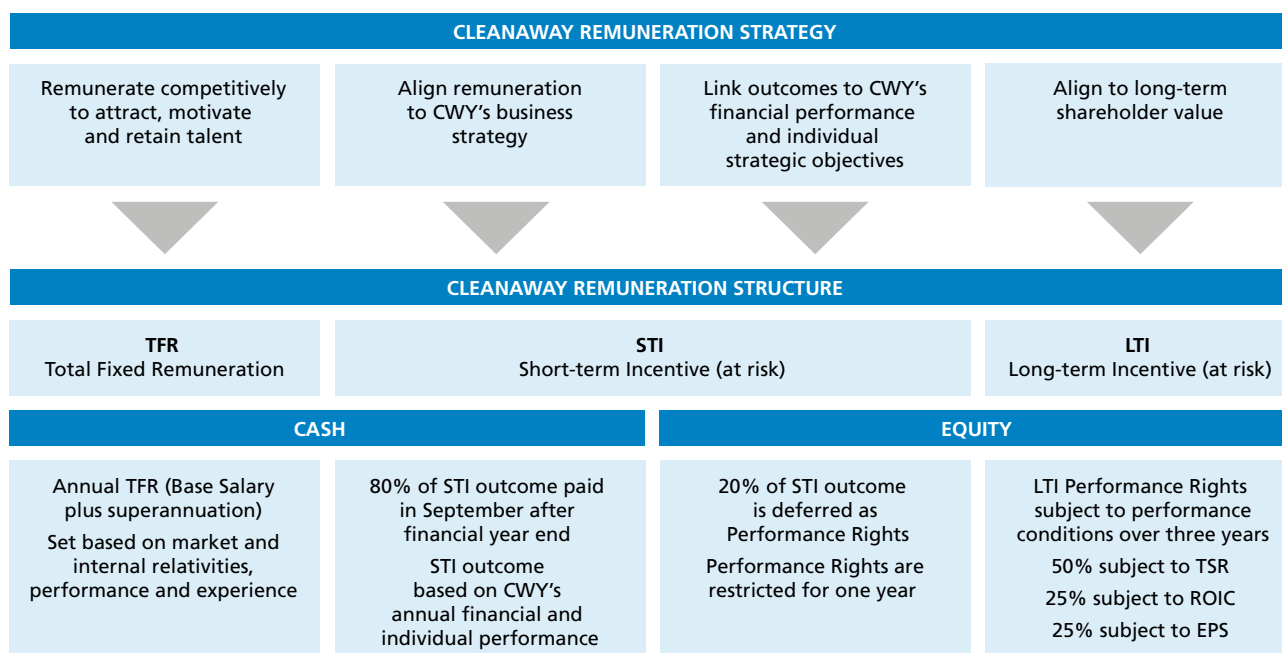 CLEANAWAY REMUNERATION STRATEGY
Remunerate competitively
to attract, motivate
and retain talent
Align remuneration
to CWY's business
strategy
Link outcomes to CWY's
financial performance
and individual
strategic objectives
Align to long-term
shareholder value
CLEANAWAY REMUNERATION STRUCTURE
TFR
Total Fixed Remuneration
STI
Short-term Incentive (at risk)
LTI
Long-term Incentive (at risk)
CASH
EQUITY
Annual TFR (Base Salary
plus superannuation)
Set based on market and
internal relativities,
performance and experience
80% of STI outcome paid
in September after
financial year end
STI outcome
based on CWY's
annual financial and
individual performance
20% of STI outcome
is deferred as
Performance Rights
Performance Rights are
restricted for one year
LTI Performance Rights
subject to performance
conditions over three years
50% subject to TSR
25% subject to ROIC
25% subject to EPS